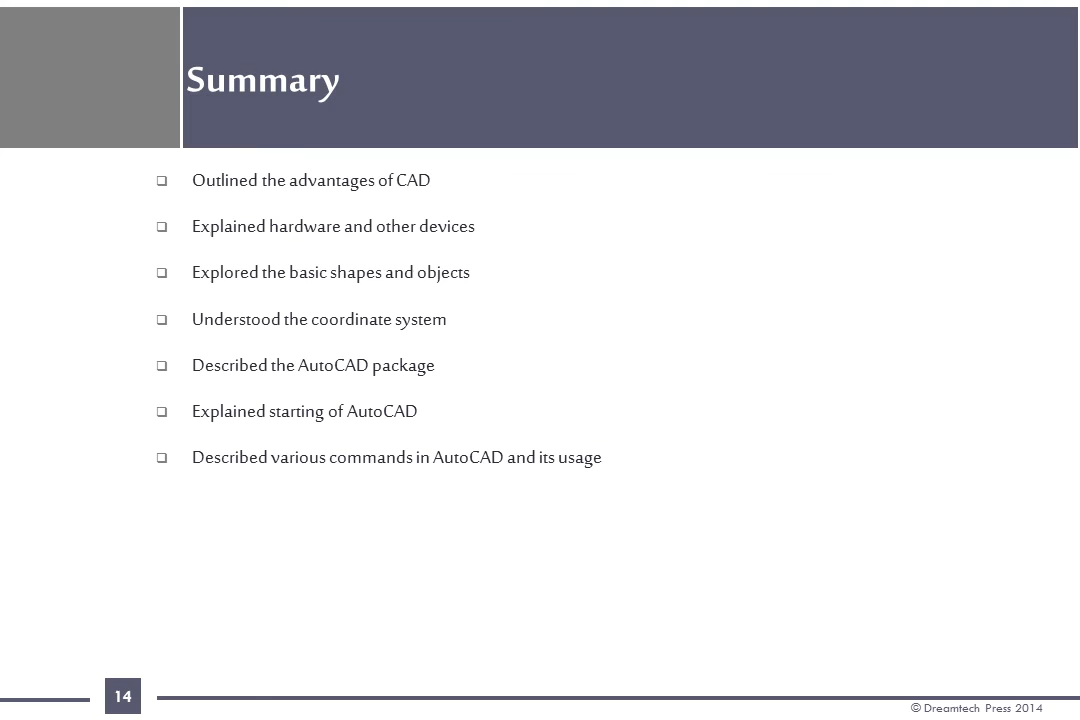 Summary
❑ Outlined the advantages of CAD
❑ Explained hardware and other devices
❑ Explored the basic shapes and objects
❑ Understood the coordinate system
❑ Described the AutoCAD package
❑ Explained starting of AutoCAD
❑ Described various commands in AutoCAD and its usage
14
© Dreamtech Press 2014